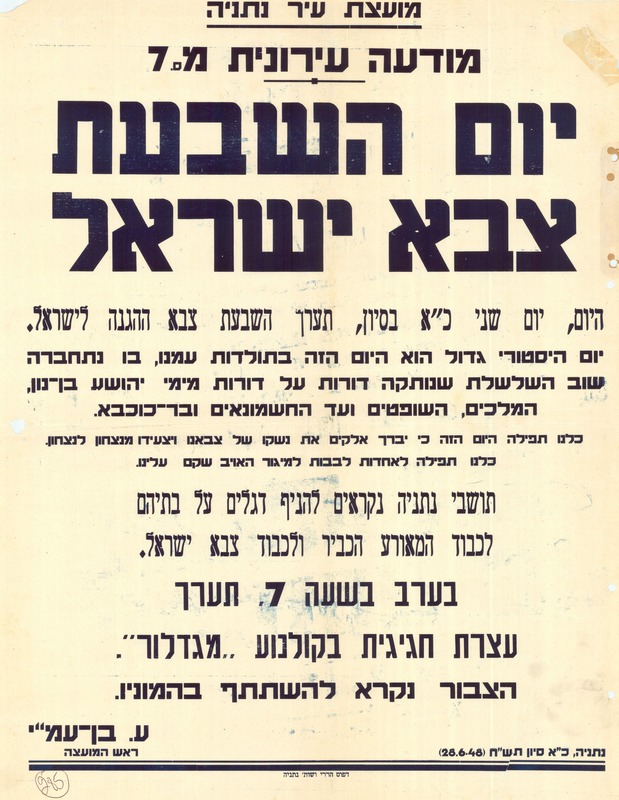 מועצת עיר נתניה
מודעה עירונית מס. 7
יום השבעת
צבא ישראל
היום, יום שני כ״א בסיון, תערך השבעת צבא ההגנה לישראל.
יום היסטורי גדול הוא היום הזה בתולדות עמנו, בו נתחברה
שוב השלשלת שנותקה דורות על דורות מימי יהושע בן־נון,
המלכים, השופטים ועד החשמונאים ובר־כוכבא.
כלנו תפילה היום הזה כי יברך אלקים את נשקו של צבאנו ויצעידו מנצחון לנצחון.
כלנו תפילה לאחדות לבבות למיגור האויב שקם עלינו.
תושבי נתניה נקראים להניף דגלים על בתיהם
לכבוד המאורע הכביר ולכבוד צבא ישראל.
בערב בשעה 7, תערך
עצרת חגיגית בקולנוע ,,מגדלור״.
הצבור נקרא להשתתף בהמוניו.
ע. בן־עמ״י
ראש המועצה
נתניה, כ״א סיון תש״ח (28.6.48)
דפוס הררי ושות׳ נתניה